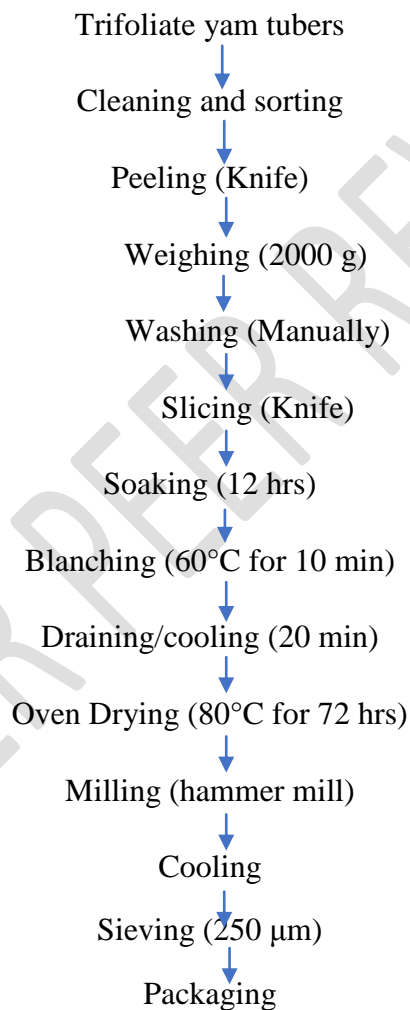 Trifoliate yam tubers
Cleaning and sorting
Peeling (Knife)
Weighing (2000 g)
Washing (Manually)
Slicing (Knife)
Soaking (12 hrs)
Blanching (60°C for 10 min)
Draining/cooling (20 min)
Oven Drying (80°C for 72 hrs)
Milling (hammer mill)
Cooling
Sieving (250 μm)
Packaging